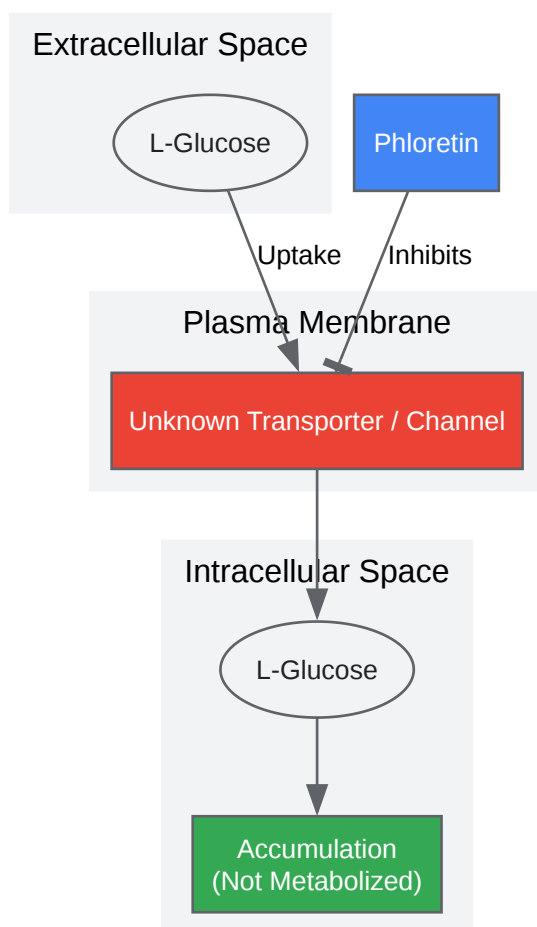 Extracellular Space
L-Glucose
Phloretin
Uptake
Inhibits
Plasma Membrane
Unknown Transporter / Channel
Intracellular Space
L-Glucose
Accumulation
(Not Metabolized)